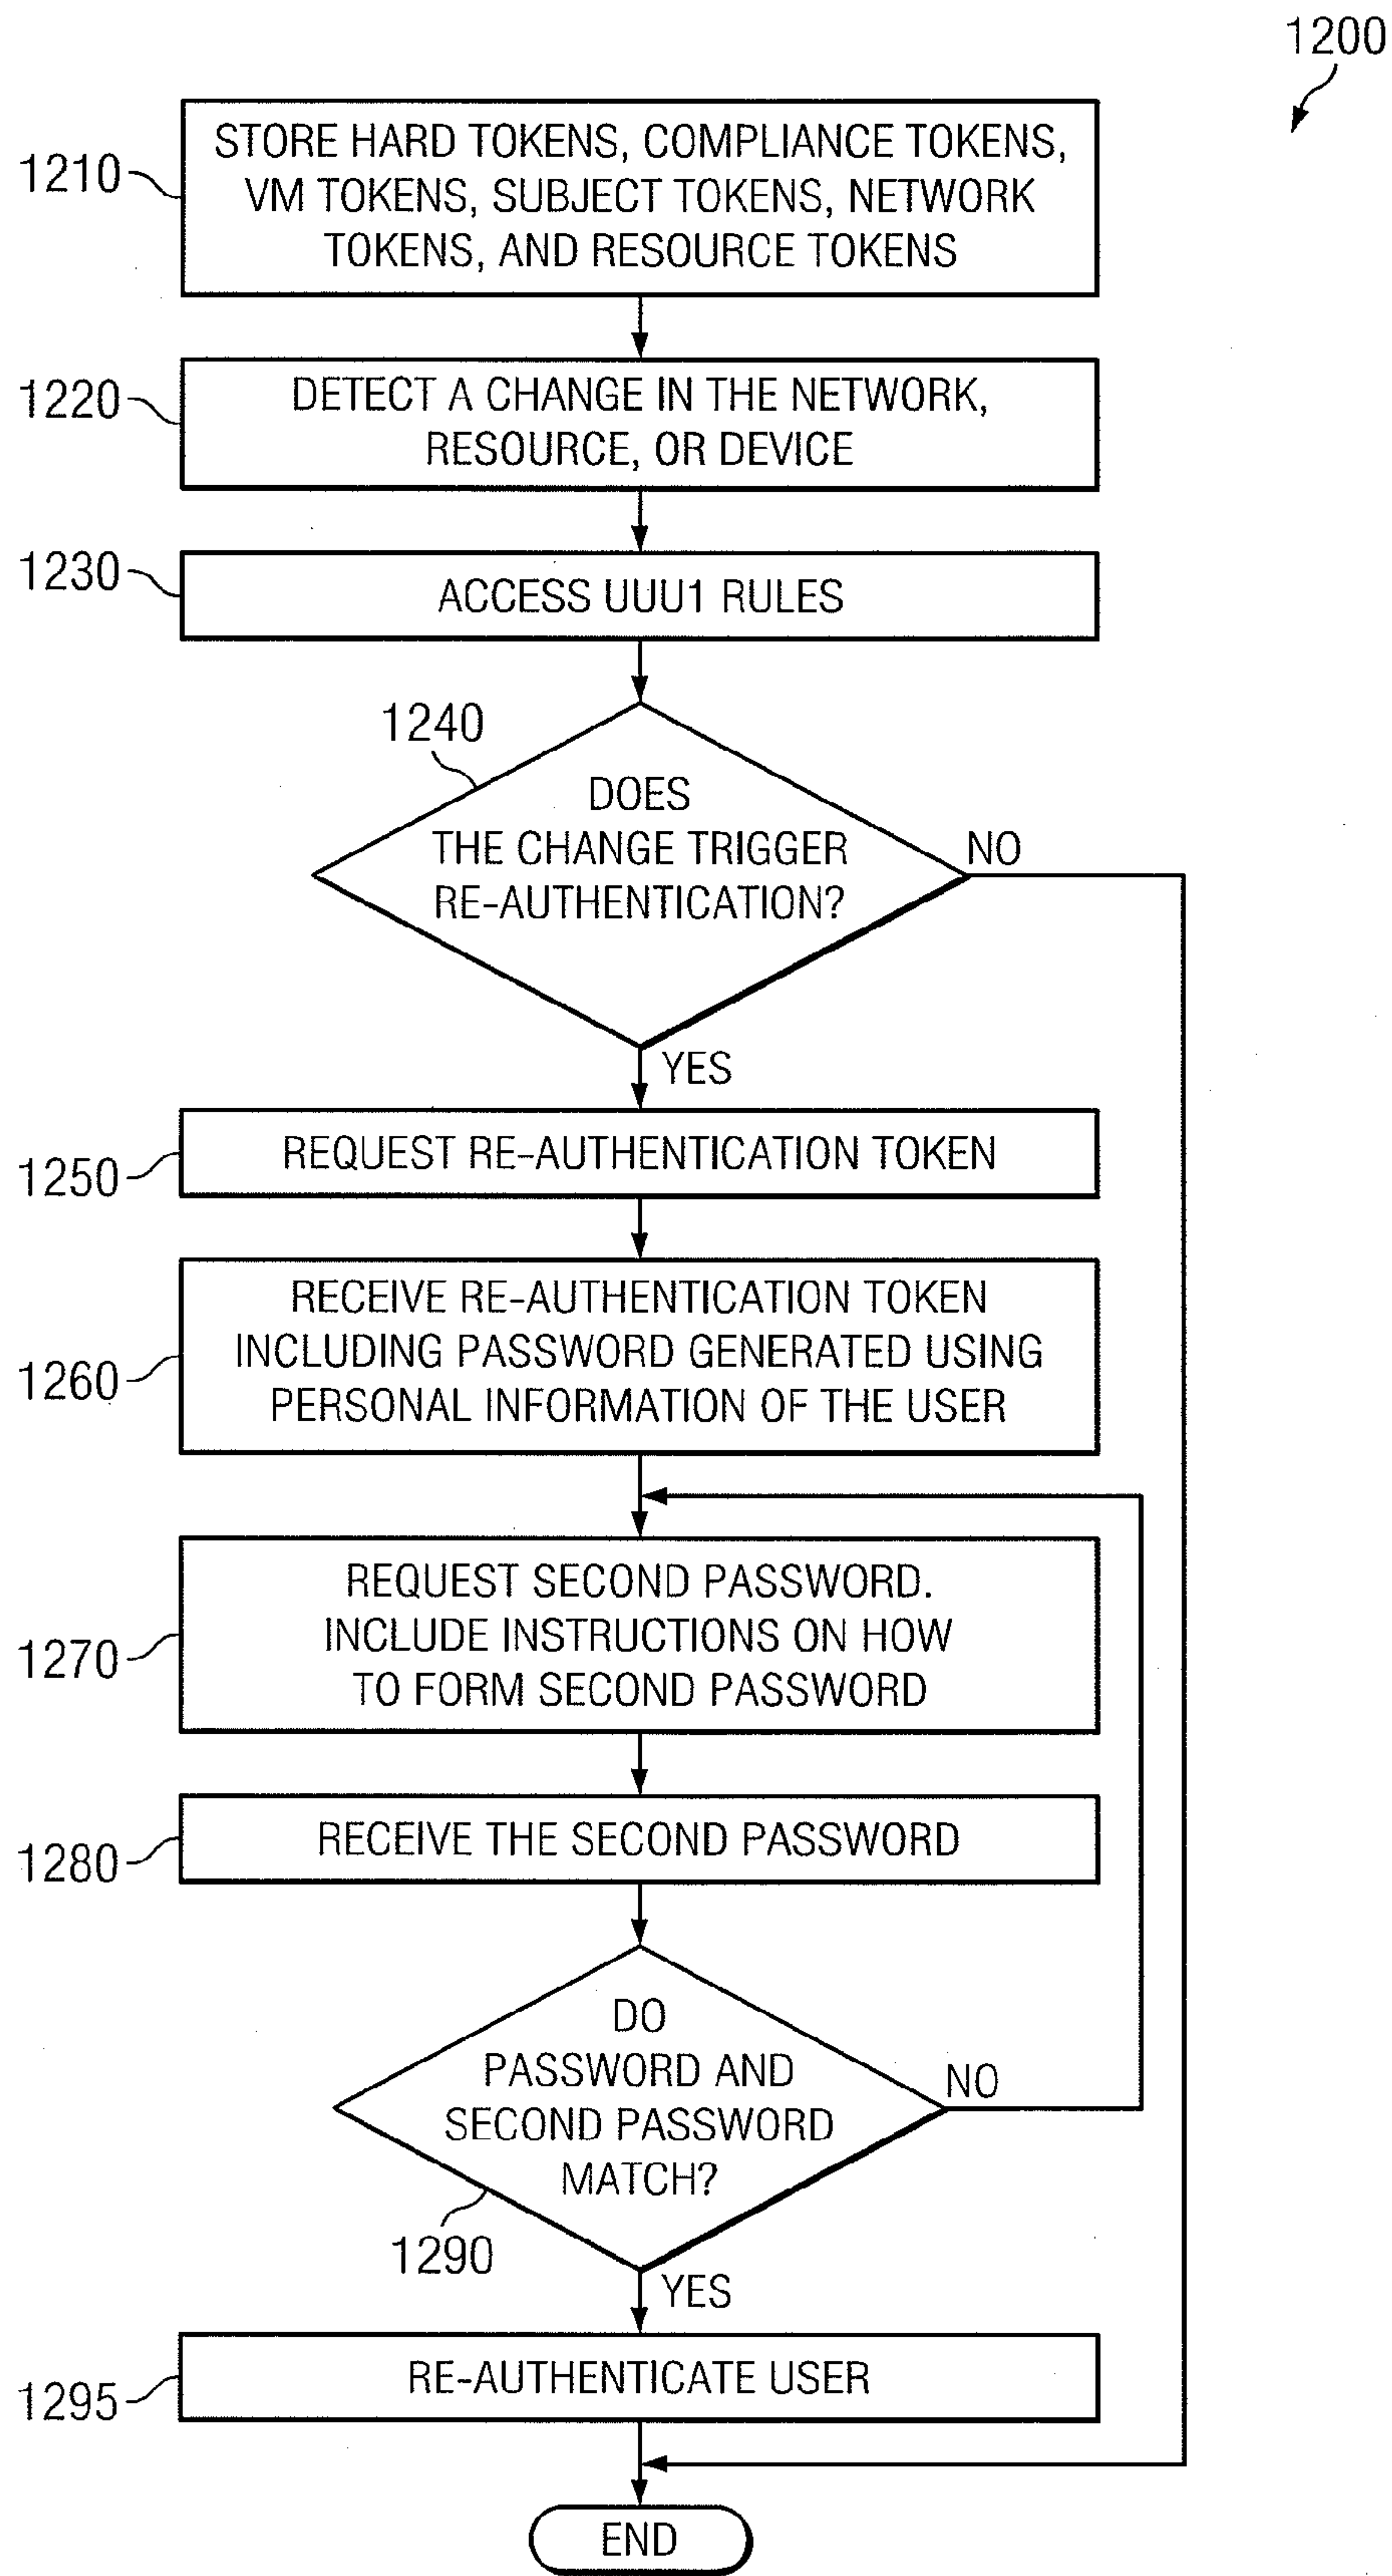 1200
1210
STORE HARD TOKENS, COMPLIANCE TOKENS,
VM TOKENS, SUBJECT TOKENS, NETWORK
TOKENS, AND RESOURCE TOKENS
1220
DETECT A CHANGE IN THE NETWORK,
RESOURCE, OR DEVICE
1230
ACCESS UUU1 RULES
1240
DOES
THE CHANGE TRIGGER
RE-AUTHENTICATION?
NO
YES
1250
REQUEST RE-AUTHENTICATION TOKEN
1260
RECEIVE RE-AUTHENTICATION TOKEN
INCLUDING PASSWORD GENERATED USING
PERSONAL INFORMATION OF THE USER
1270
REQUEST SECOND PASSWORD.
INCLUDE INSTRUCTIONS ON HOW
TO FORM SECOND PASSWORD
1280
RECEIVE THE SECOND PASSWORD
DO
PASSWORD AND
SECOND PASSWORD
MATCH?
NO
1290
YES
1295
RE-AUTHENTICATE USER
END